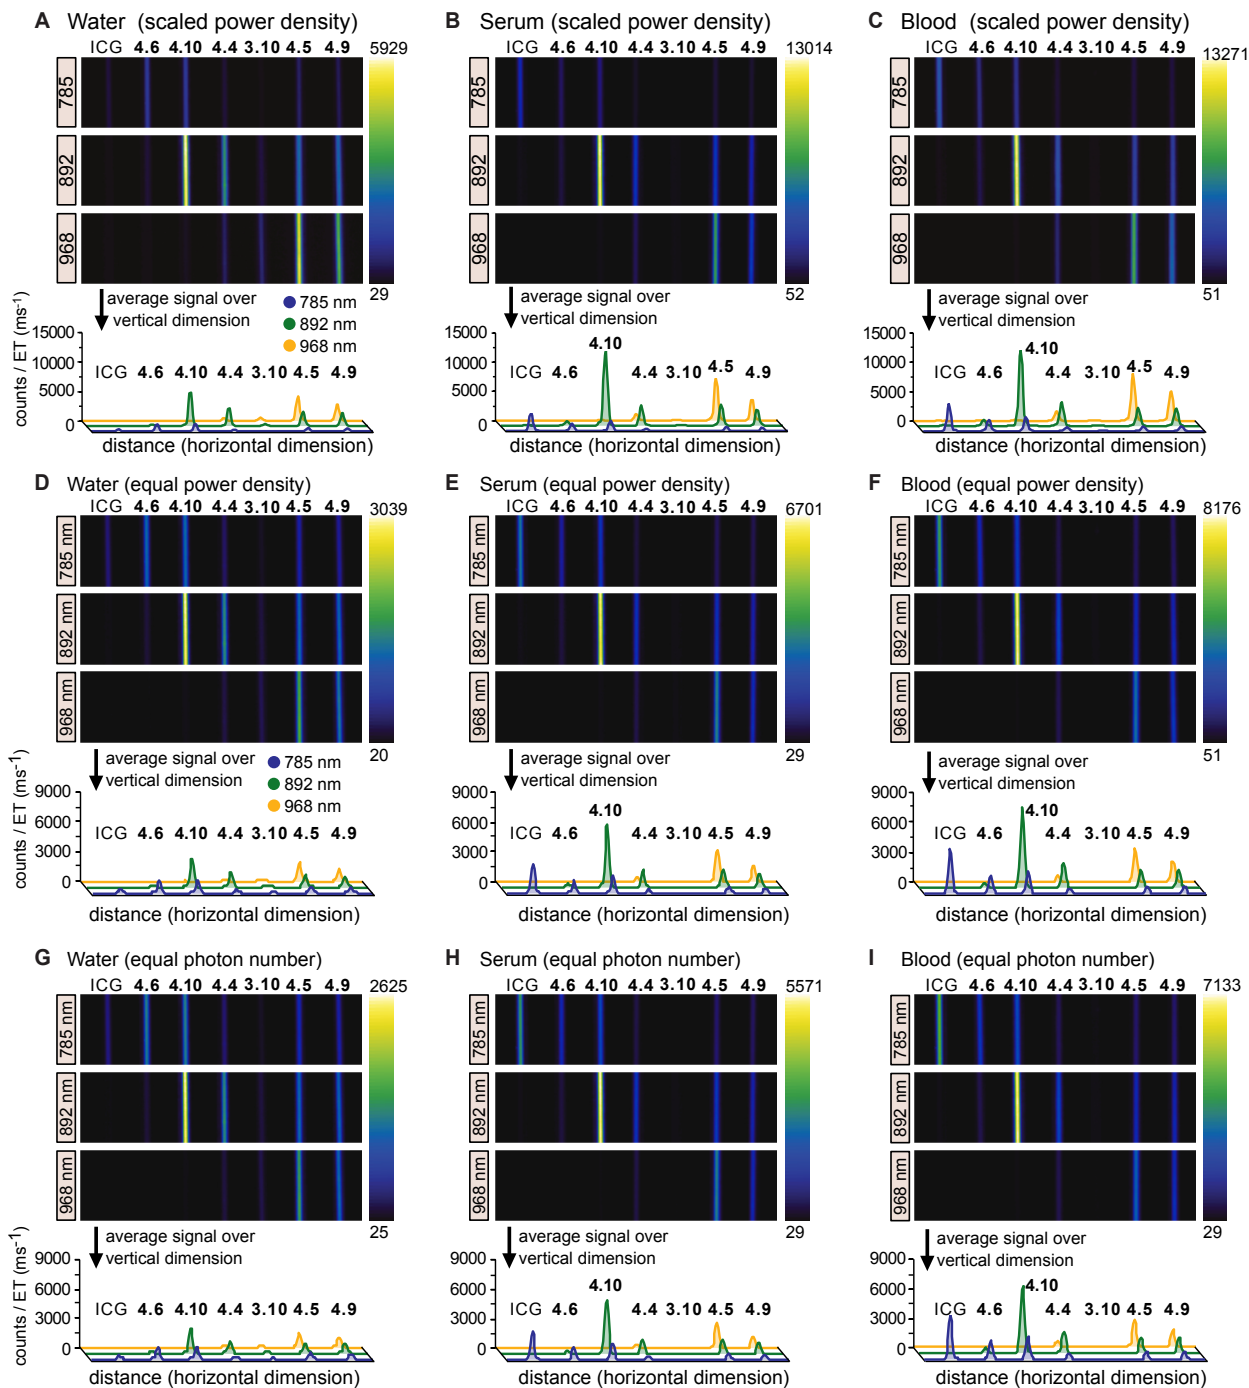 A Water (scaled power density)
ICG 4.6 4.10 4.4 3.10 4.5 4.9
5929
785
892
968
29
average signal over
vertical dimension
785 nm
892 nm
968 nm
counts / ET (ms-1)
15000
10000
5000
0
ICG 4.6 4.10 4.4 3.10 4.5 4.9
distance (horizontal dimension)
B Serum (scaled power density)
ICG 4.6 4.10 4.4 3.10 4.5 4.9
13014
52
average signal over
vertical dimension
15000
10000
5000
0
4.10
ICG 4.6 4.4 3.10 4.5 4.9
distance (horizontal dimension)
C Blood (scaled power density)
ICG 4.6 4.10 4.4 3.10 4.5 4.9
13271
785
892
968
51
average signal over
vertical dimension
15000
10000
5000
0
4.10
ICG 4.6 4.4 3.10 4.5 4.9
distance (horizontal dimension)
D Water (equal power density)
ICG 4.6 4.10 4.4 3.10 4.5 4.9
3039
785 nm
892 nm
968 nm
20
average signal over
vertical dimension
785 nm
892 nm
968 nm
counts / ET (ms-1)
9000
6000
3000
0
ICG 4.6 4.10 4.4 3.10 4.5 4.9
distance (horizontal dimension)
E Serum (equal power density)
ICG 4.6 4.10 4.4 3.10 4.5 4.9
6701
785 nm
892 nm
968 nm
29
average signal over
vertical dimension
9000
6000
3000
0
4.10
ICG 4.6 4.4 3.10 4.5 4.9
distance (horizontal dimension)
F Blood (equal power density)
ICG 4.6 4.10 4.4 3.10 4.5 4.9
8176
785 nm
892 nm
968 nm
51
average signal over
vertical dimension
9000
6000
3000
0
4.10
ICG 4.6 4.4 3.10 4.5 4.9
distance (horizontal dimension)
G Water (equal photon number)
ICG 4.6 4.10 4.4 3.10 4.5 4.9
2625
785 nm
892 nm
968 nm
25
average signal over
vertical dimension
counts / ET (ms-1)
9000
6000
3000
0
ICG 4.6 4.10 4.4 3.10 4.5 4.9
distance (horizontal dimension)
H Serum (equal photon number)
ICG 4.6 4.10 4.4 3.10 4.5 4.9
5571
785 nm
892 nm
968 nm
29
average signal over
vertical dimension
9000
6000
3000
0
4.10
ICG 4.6 4.4 3.10 4.5 4.9
distance (horizontal dimension)
I Blood (equal photon number)
ICG 4.6 4.10 4.4 3.10 4.5 4.9
7133
785 nm
892 nm
968 nm
29
average signal over
vertical dimension
9000
6000
3000
0
4.10
ICG 4.6 4.4 3.10 4.5 4.9
distance (horizontal dimension)